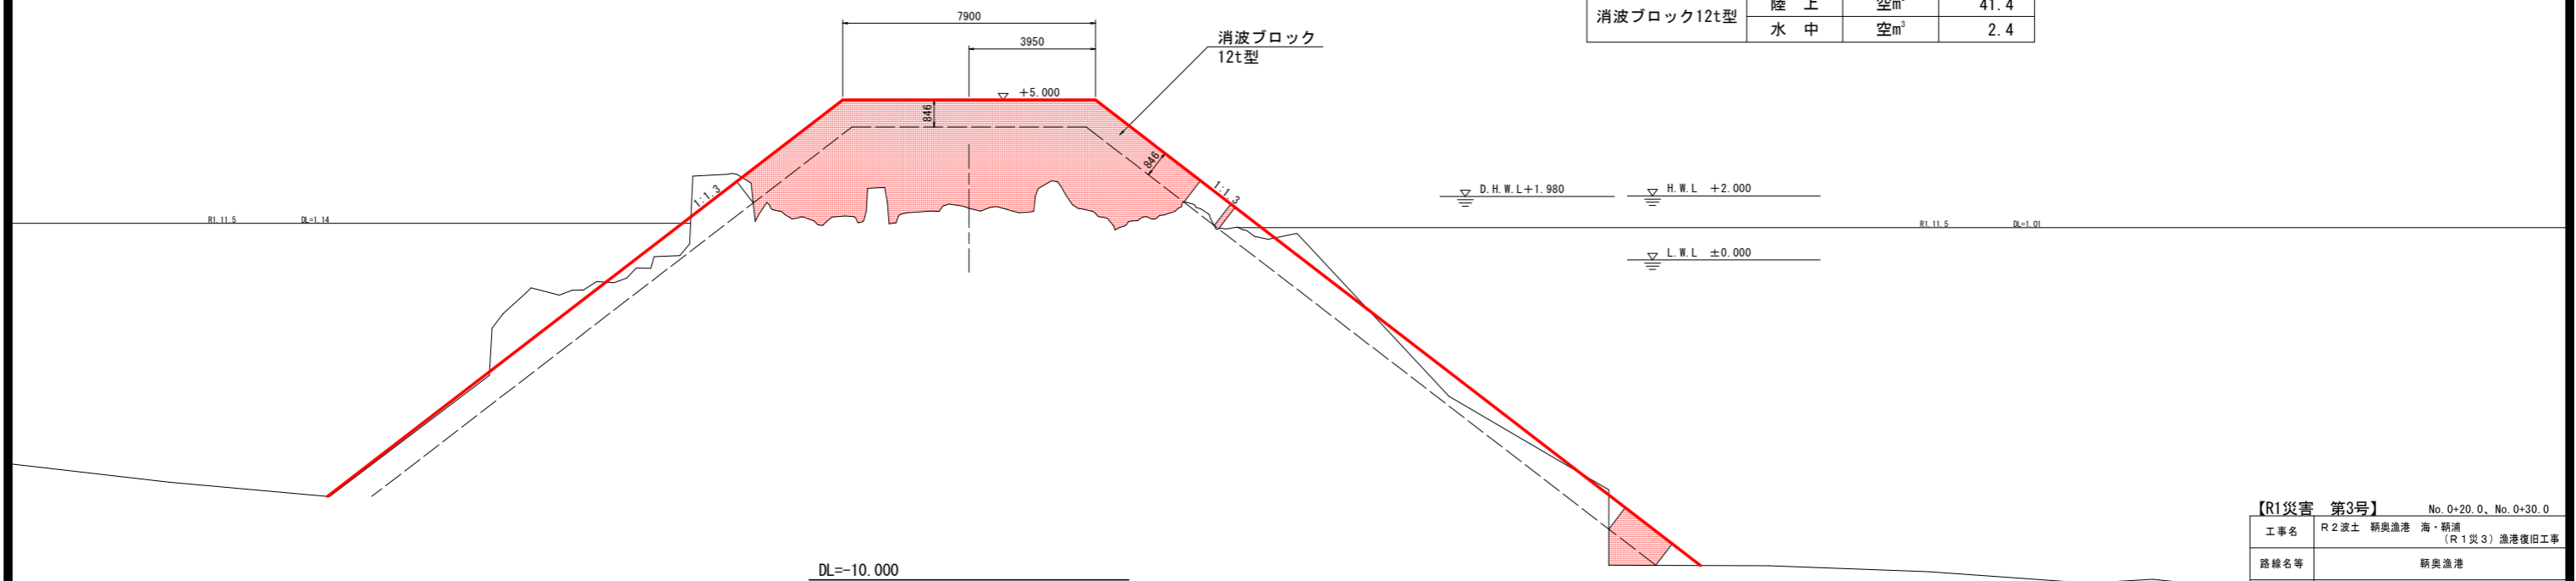 陸 上 空m³ 41.4
消波ブロック12t型
水 中 空m³ 2.4
7900
3950
消波ブロック
12t型
+5.000
846
846
1:1.3
1:1.3
D.H.W.L+1.980
H.W.L +2.000
R1.11.5 DL=1.14
R1.11.5 DL=1.01
L.W.L ±0.000
DL=-10.000
【R1災害 第3号】 No.0+20.0、No.0+30.0
工事名 R2波土 鞆奥漁港 海・鞆浦
(R1災3)漁港復旧工事
路線名等 鞆奥漁港